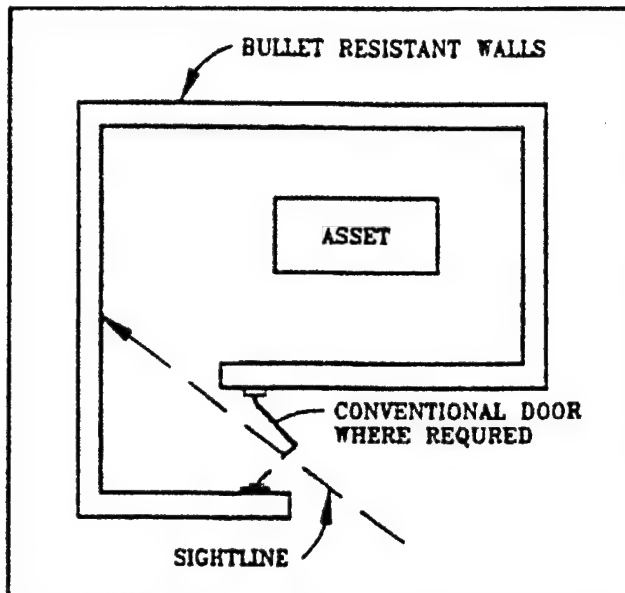 BULLET RESISTANT WALLS
ASSET
CONVENTIONAL DOOR
WHERE REQURED
SIGHTLINE